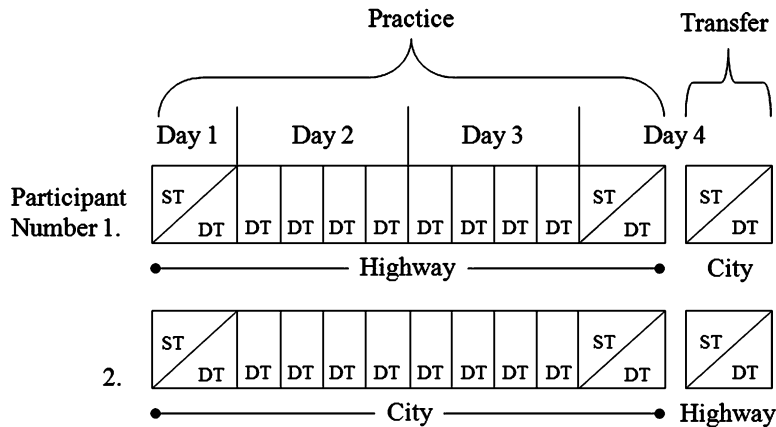 Practice
Transfer
Day 1 Day 2 Day 3 Day 4
Participant
Number 1.
ST DT DT DT DT DT DT DT DT DT ST DT ST DT
Highway
City
2.
ST DT DT DT DT DT DT DT DT DT ST DT ST DT
City
Highway